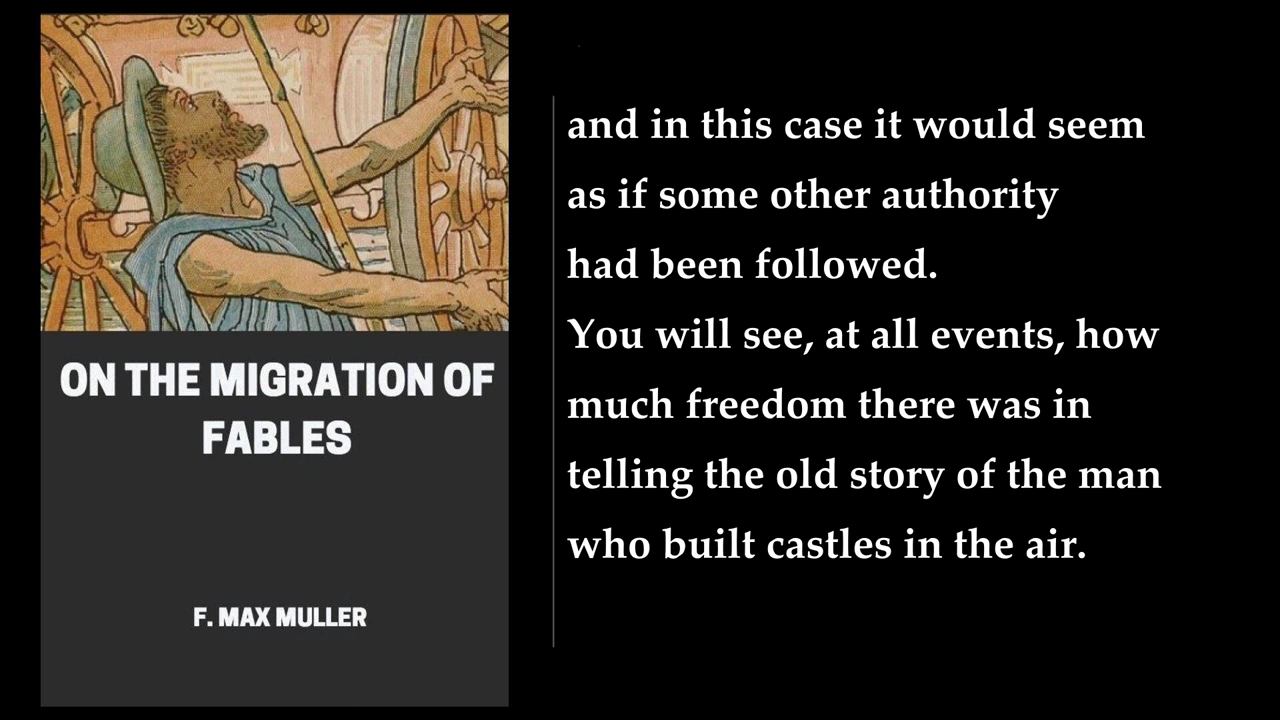 ON THE MIGRATION OF
FABLES
F. MAX MULLER
and in this case it would seem
as if some other authority
had been followed.
You will see, at all events, how
much freedom there was in
telling the old story of the man
who built castles in the air.